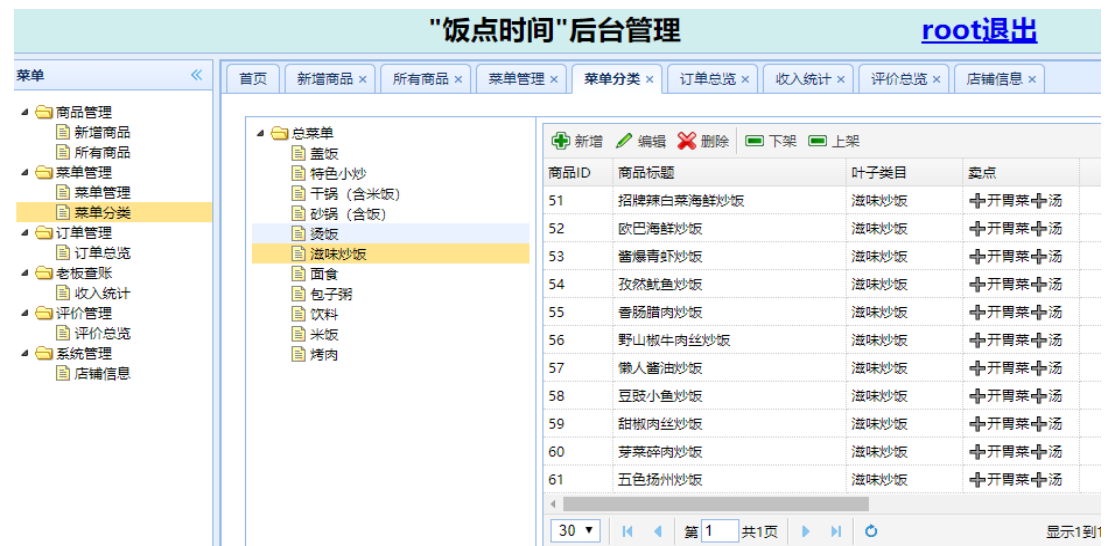 "饭点时间"后台管理 root退出
菜单
商品管理
新增商品
所有商品
菜单管理
菜单管理
菜单分类
订单管理
订单总览
老板查账
收入统计
评价管理
评价总览
系统管理
店铺信息
首页 新增商品 所有商品 菜单管理 菜单分类 订单总览 收入统计 评价总览 店铺信息
总菜单
盖饭
特色小炒
干锅（含米饭）
砂锅（含饭）
烫饭
滋味炒饭
面食
包子粥
饮料
米饭
烤肉
新增 编辑 删除 下架 上架
商品ID 商品标题 叶子类目 卖点
51 招牌辣白菜海鲜炒饭 滋味炒饭 ➕开胃菜➕汤
52 欧巴海鲜炒饭 滋味炒饭 ➕开胃菜➕汤
53 酱爆青虾炒饭 滋味炒饭 ➕开胃菜➕汤
54 孜然鱿鱼炒饭 滋味炒饭 ➕开胃菜➕汤
55 香肠腊肉炒饭 滋味炒饭 ➕开胃菜➕汤
56 野山椒牛肉丝炒饭 滋味炒饭 ➕开胃菜➕汤
57 懒人酱油炒饭 滋味炒饭 ➕开胃菜➕汤
58 豆豉小鱼炒饭 滋味炒饭 ➕开胃菜➕汤
59 甜椒肉丝炒饭 滋味炒饭 ➕开胃菜➕汤
60 芽菜碎肉炒饭 滋味炒饭 ➕开胃菜➕汤
61 五色扬州炒饭 滋味炒饭 ➕开胃菜➕汤
30 第 1 共1页 显示1到